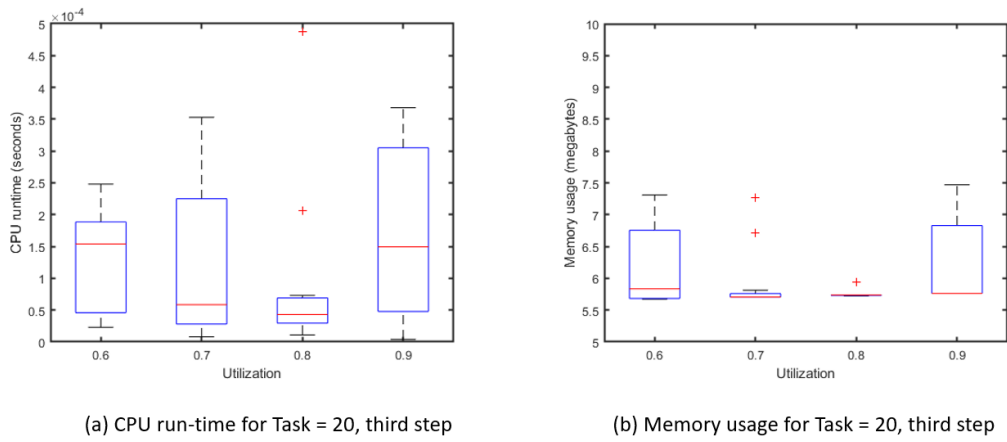 ×10⁻⁴
5
4.5
4
3.5
3
2.5
2
1.5
1
0.5
0
CPU runtime (seconds)
0.6 0.7 0.8 0.9
Utilization
(a) CPU run-time for Task = 20, third step
10
9.5
9
8.5
8
7.5
7
6.5
6
5.5
5
Memory usage (megabytes)
0.6 0.7 0.8 0.9
Utilization
(b) Memory usage for Task = 20, third step